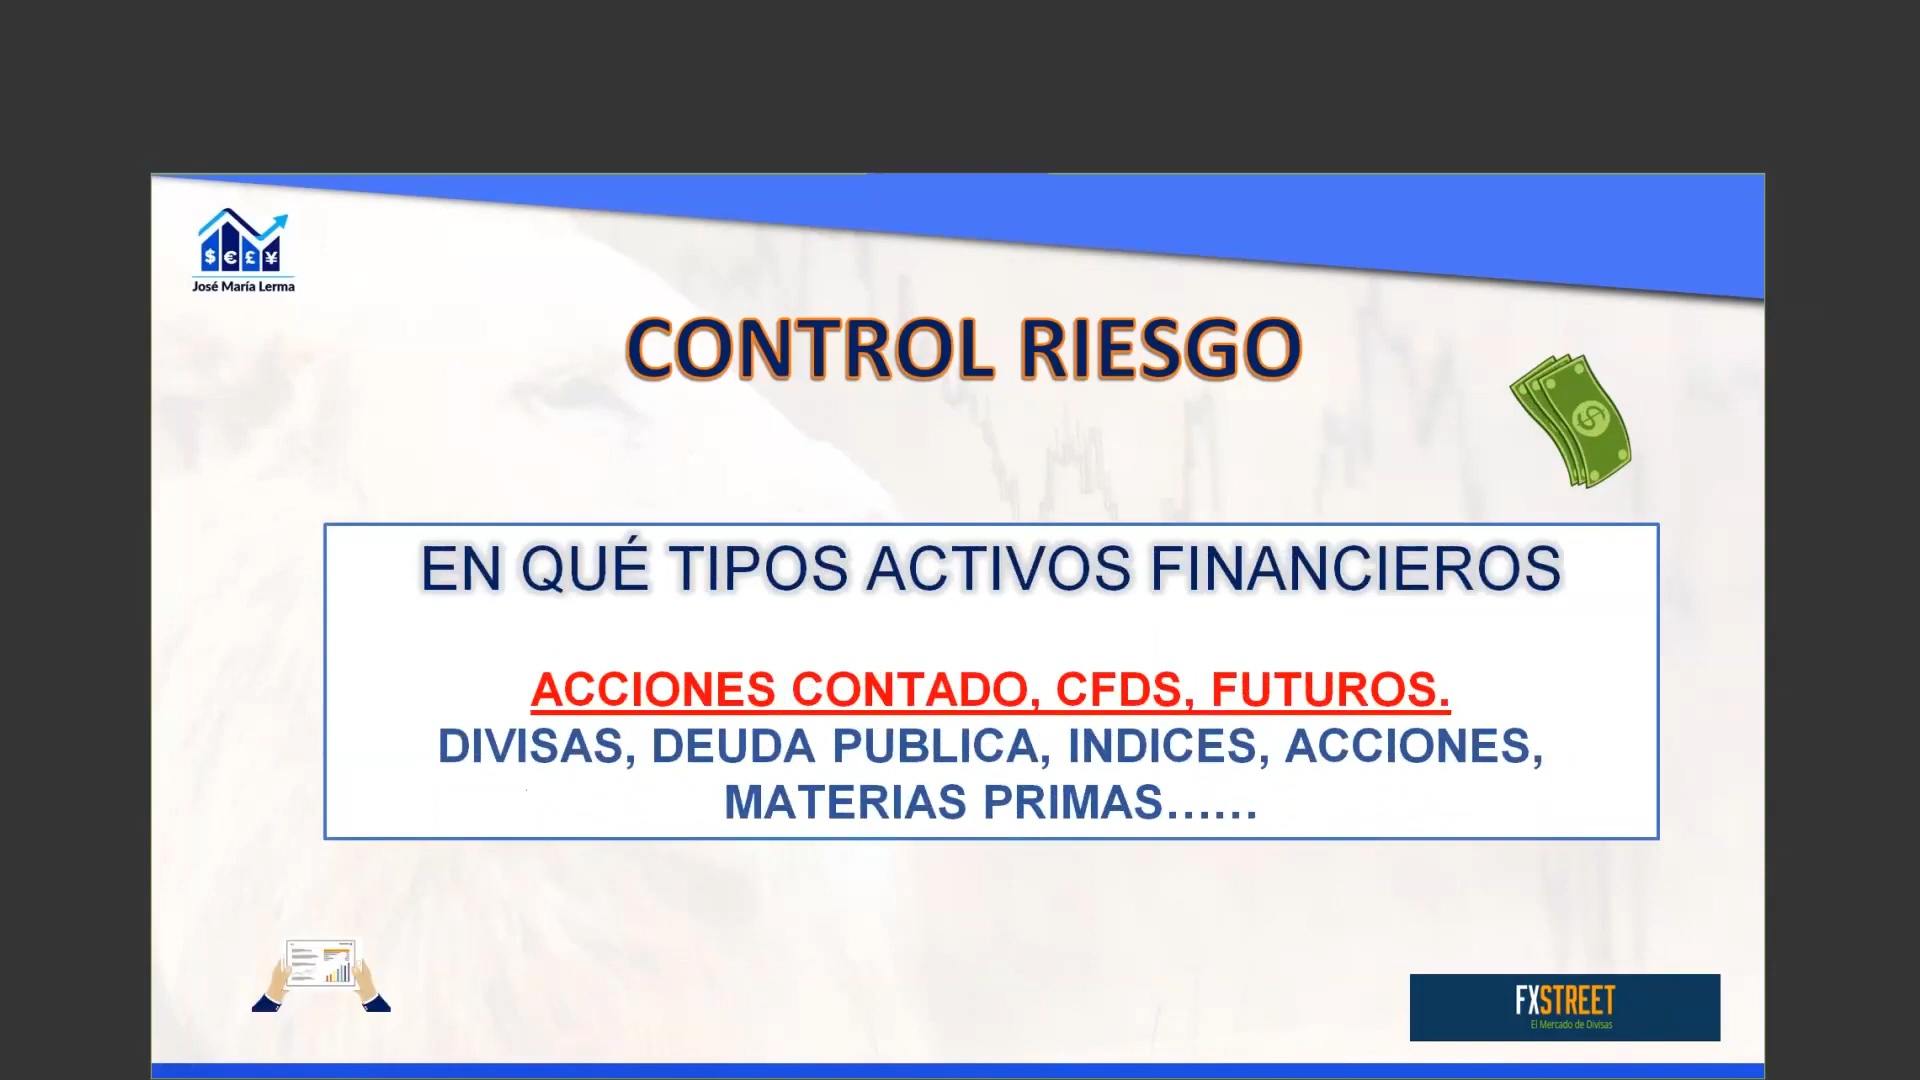 $ € £ ¥
José María Lerma
CONTROL RIESGO
EN QUÉ TIPOS ACTIVOS FINANCIEROS
ACCIONES CONTADO, CFDS, FUTUROS.
DIVISAS, DEUDA PUBLICA, INDICES, ACCIONES,
MATERIAS PRIMAS......
FXSTREET
El Mercado de Divisas